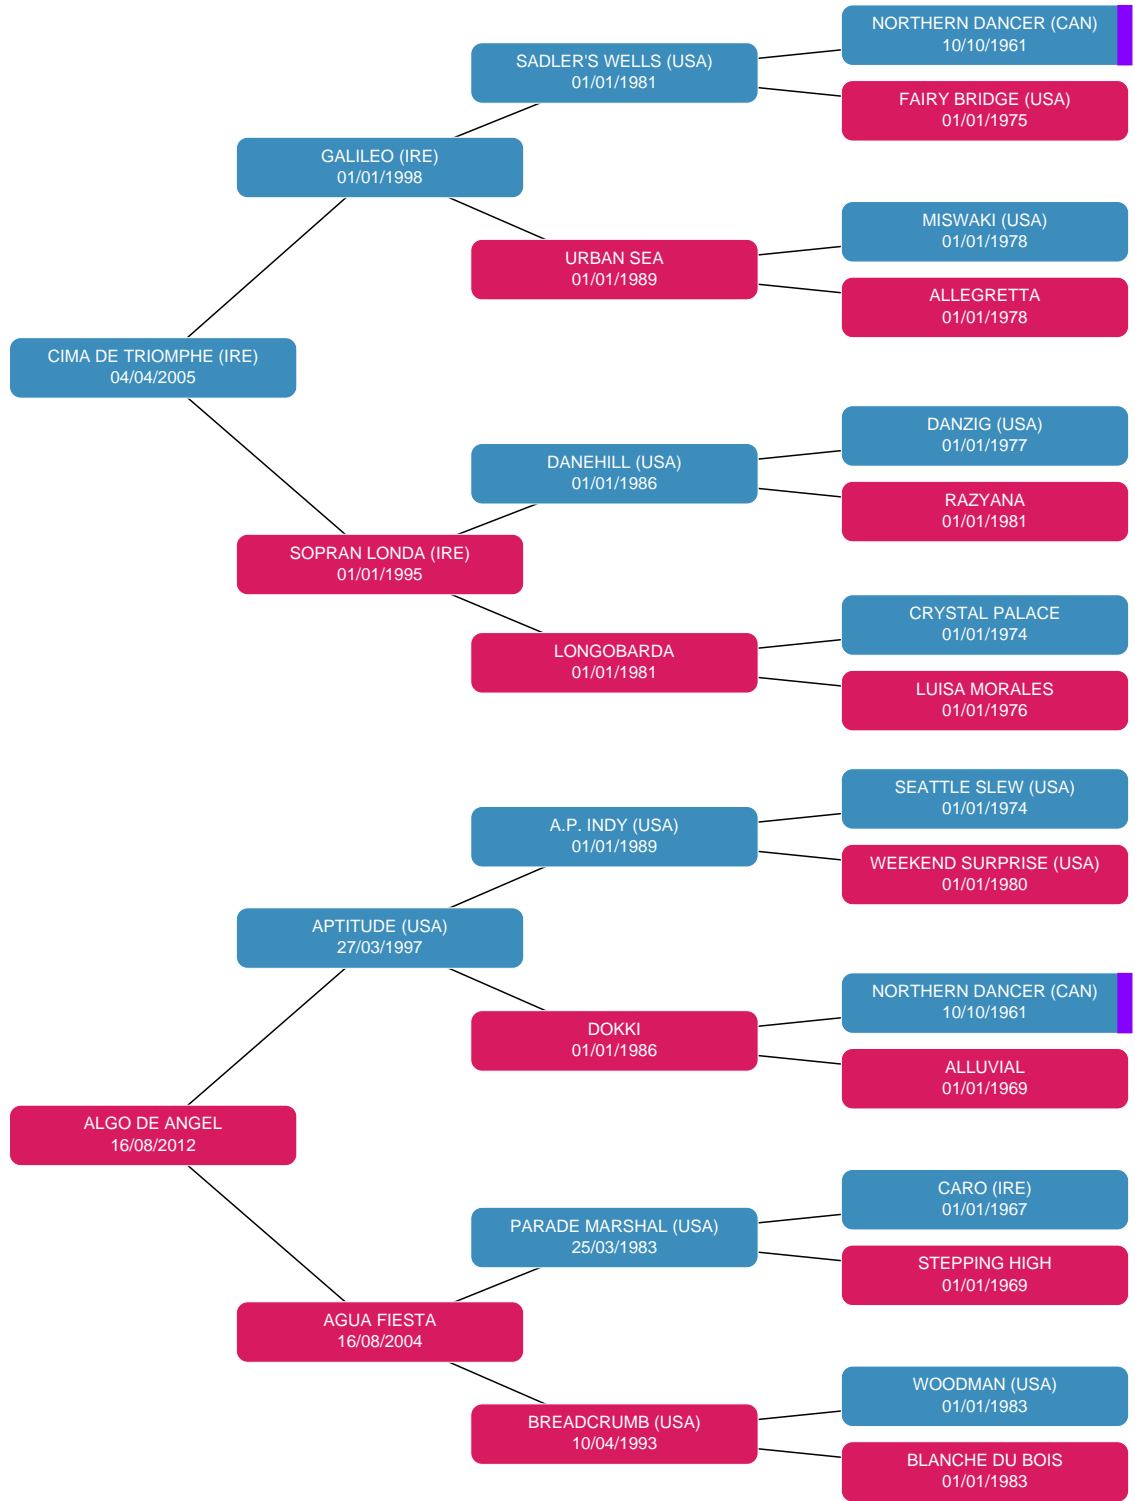 NORTHERN DANCER (CAN)
10/10/1961
SADLER'S WELLS (USA)
01/01/1981
FAIRY BRIDGE (USA)
01/01/1975
GALILEO (IRE)
01/01/1998
MISWAKI (USA)
01/01/1978
URBAN SEA
01/01/1989
ALLEGRETTA
01/01/1978
CIMA DE TRIOMPHE (IRE)
04/04/2005
DANZIG (USA)
01/01/1977
DANEHILL (USA)
01/01/1986
RAZYANA
01/01/1981
SOPRAN LONDA (IRE)
01/01/1995
CRYSTAL PALACE
01/01/1974
LONGOBARDA
01/01/1981
LUISA MORALES
01/01/1976
SEATTLE SLEW (USA)
01/01/1974
A.P. INDY (USA)
01/01/1989
WEEKEND SURPRISE (USA)
01/01/1980
APTITUDE (USA)
27/03/1997
NORTHERN DANCER (CAN)
10/10/1961
DOKKI
01/01/1986
ALLUVIAL
01/01/1969
ALGO DE ANGEL
16/08/2012
CARO (IRE)
01/01/1967
PARADE MARSHAL (USA)
25/03/1983
STEPPING HIGH
01/01/1969
AGUA FIESTA
16/08/2004
WOODMAN (USA)
01/01/1983
BREADCRUMB (USA)
10/04/1993
BLANCHE DU BOIS
01/01/1983